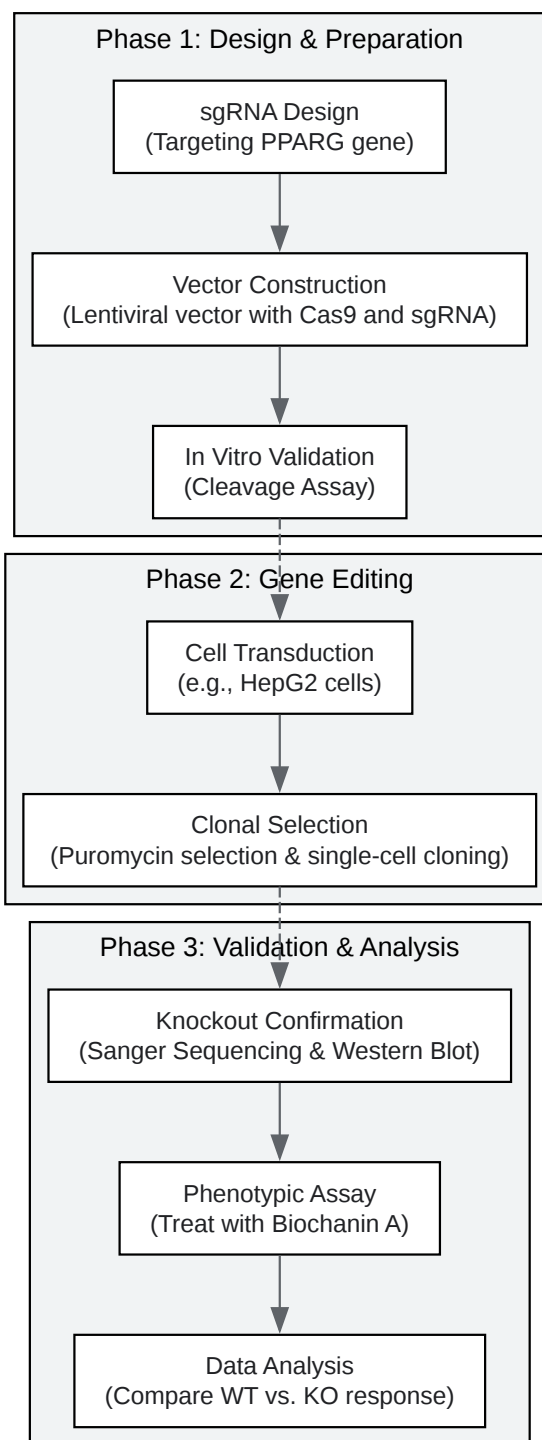 Phase 1: Design & Preparation
sgRNA Design
(Targeting PPARG gene)
Vector Construction
(Lentiviral vector with Cas9 and sgRNA)
In Vitro Validation
(Cleavage Assay)
Phase 2: Gene Editing
Cell Transduction
(e.g., HepG2 cells)
Clonal Selection
(Puromycin selection & single-cell cloning)
Phase 3: Validation & Analysis
Knockout Confirmation
(Sanger Sequencing & Western Blot)
Phenotypic Assay
(Treat with Biochanin A)
Data Analysis
(Compare WT vs. KO response)